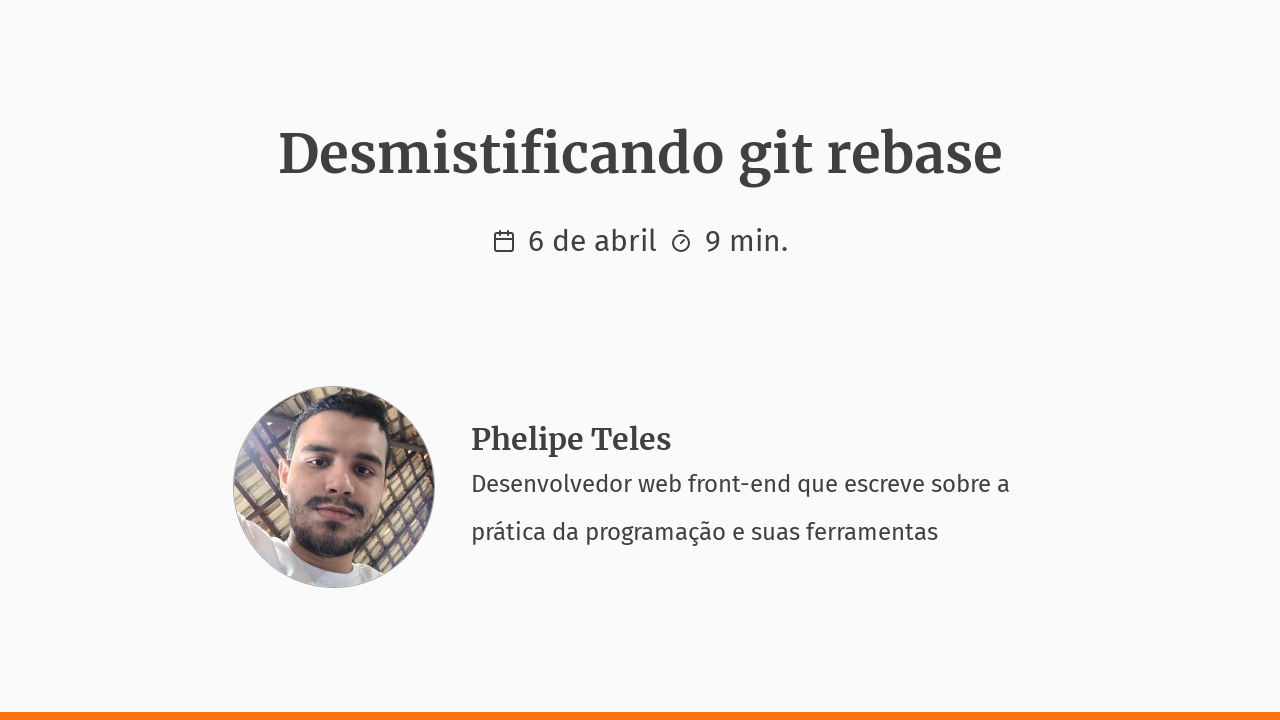 Desmistificando git rebase
6 de abril 9 min.
Phelipe Teles
Desenvolvedor web front-end que escreve sobre a
prática da programação e suas ferramentas